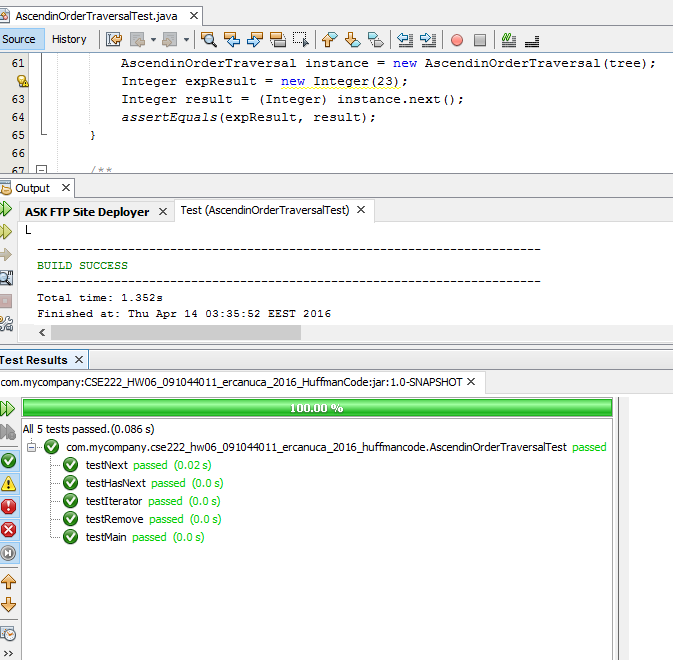 AscendinOrderTraversalTest.java
Source History
61 AscendinOrderTraversal instance = new AscendinOrderTraversal(tree);
Integer expResult = new Integer(23);
63 Integer result = (Integer) instance.next();
64 assertEquals(expResult, result);
65 }
66
67 /**
Output
ASK FTP Site Deployer Test (AscendinOrderTraversalTest)
L
------------------------------------------------------------------------
BUILD SUCCESS
------------------------------------------------------------------------
Total time: 1.352s
Finished at: Thu Apr 14 03:35:52 EEST 2016
Test Results
com.mycompany:CSE222_HW06_091044011_ercanuca_2016_HuffmanCode:jar:1.0-SNAPSHOT
100.00 %
All 5 tests passed.(0.086 s)
com.mycompany.cse222_hw06_091044011_ercanuca_2016_huffmancode.AscendinOrderTraversalTest passed
testNext passed (0.02 s)
testHasNext passed (0.0 s)
testIterator passed (0.0 s)
testRemove passed (0.0 s)
testMain passed (0.0 s)